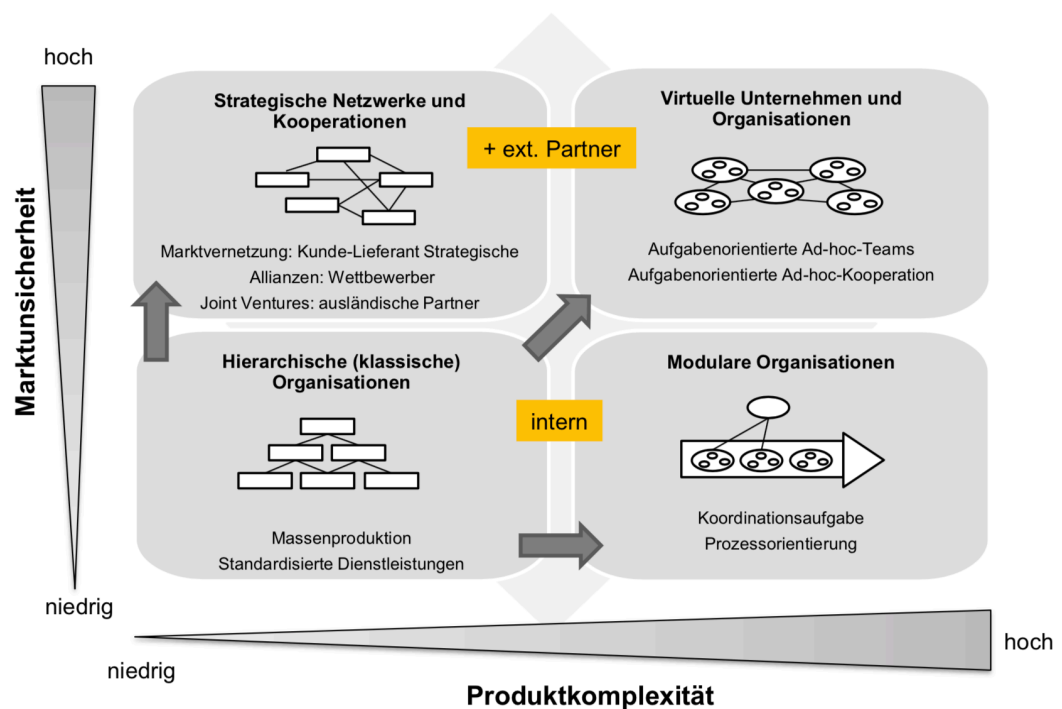 hoch
Marktunsicherheit
niedrig
Strategische Netzwerke und
Kooperationen
Marktvernetzung: Kunde-Lieferant Strategische
Allianzen: Wettbewerber
Joint Ventures: ausländische Partner
+ ext. Partner
Virtuelle Unternehmen und
Organisationen
Aufgabenorientierte Ad-hoc-Teams
Aufgabenorientierte Ad-hoc-Kooperation
Hierarchische (klassische)
Organisationen
Massenproduktion
Standardisierte Dienstleistungen
intern
Modulare Organisationen
Koordinationsaufgabe
Prozessorientierung
niedrig
hoch
Produktkomplexität